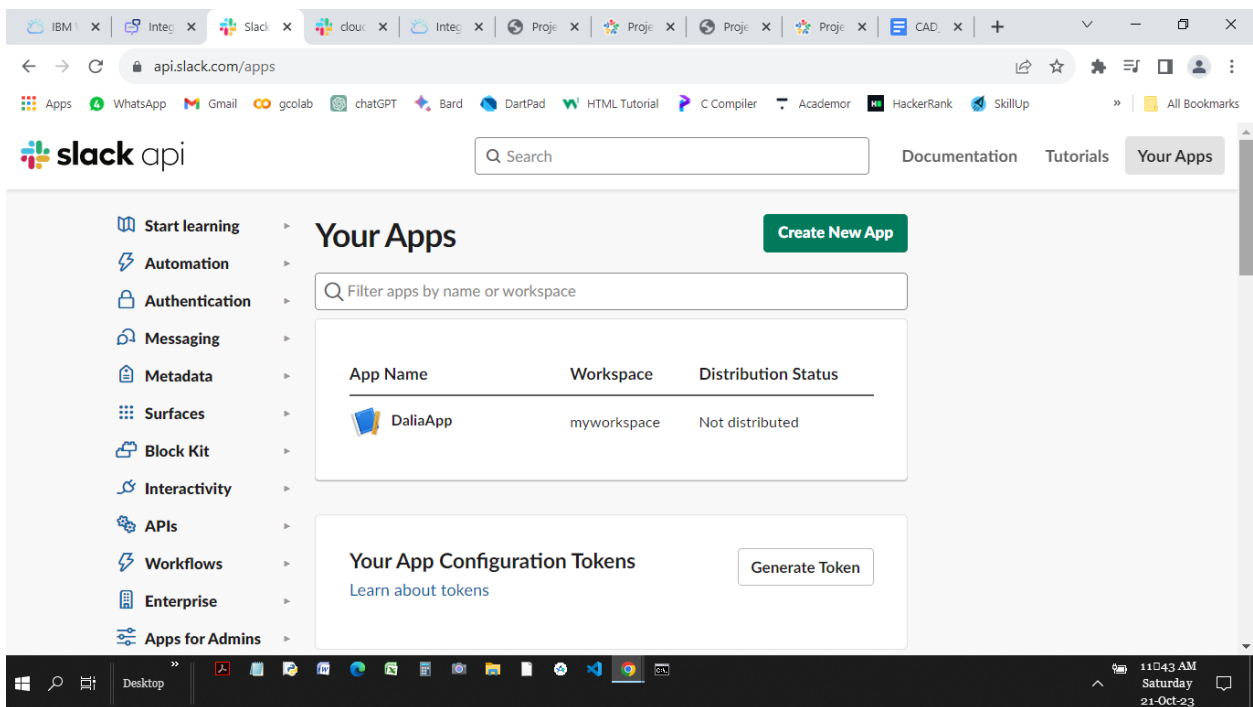 IBM W
Integ
Slack
clouc
Integ
Proje
Proje
Proje
Proje
CAD_
api.slack.com/apps
Apps
WhatsApp
Gmail
gcolab
chatGPT
Bard
DartPad
HTML Tutorial
C Compiler
Academor
HackerRank
SkillUp
»
All Bookmarks
slack api
Search
Documentation
Tutorials
Your Apps
Start learning
Automation
Authentication
Messaging
Metadata
Surfaces
Block Kit
Interactivity
APIs
Workflows
Enterprise
Apps for Admins
Your Apps
Create New App
Filter apps by name or workspace
App Name Workspace Distribution Status
DaliaApp myworkspace Not distributed
Your App Configuration Tokens
Learn about tokens
Generate Token
Desktop
»
11▯43 AM
Saturday
21-Oct-23